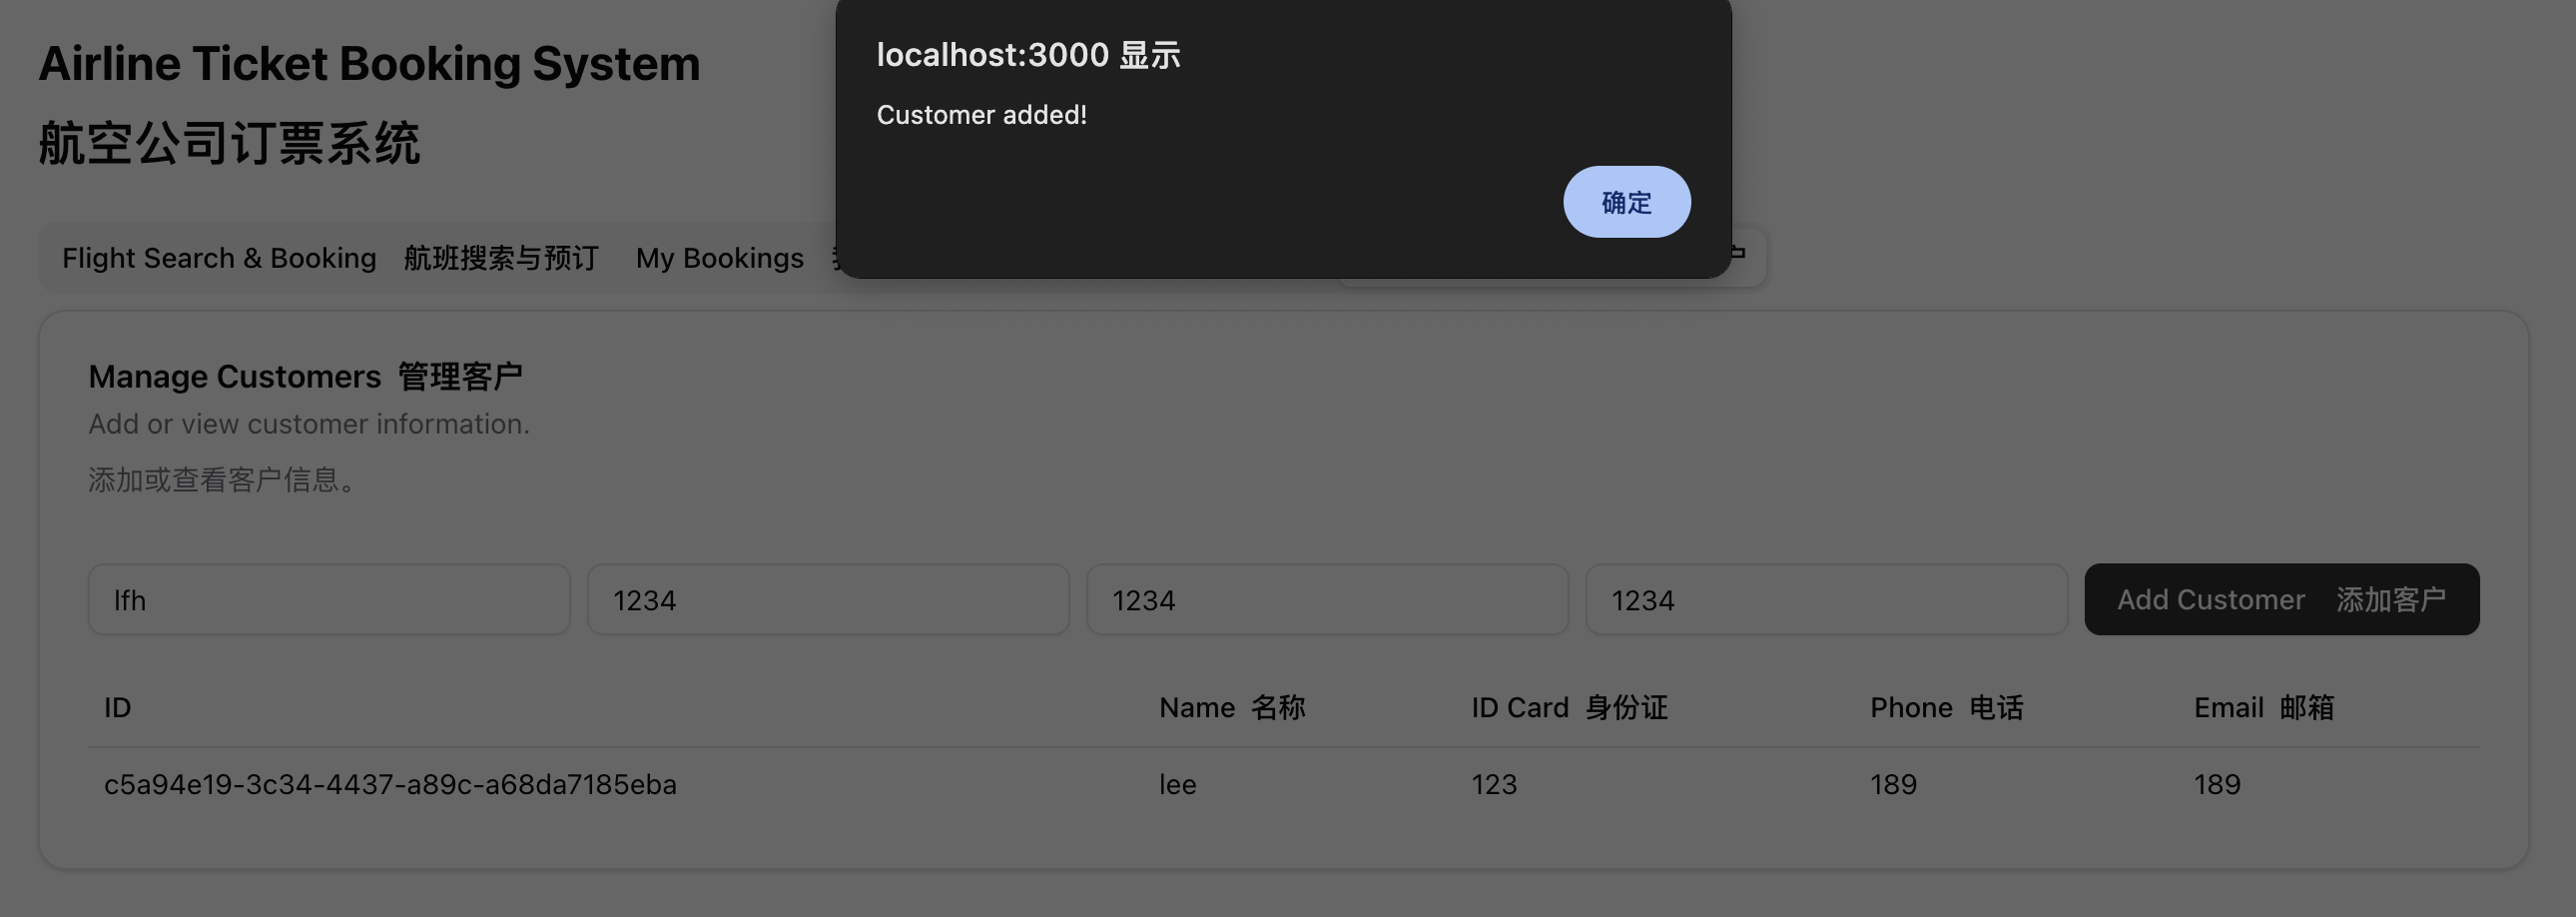 Airline Ticket Booking System
航空公司订票系统
localhost:3000 显示
Customer added!
确定
Flight Search & Booking 航班搜索与预订 My Bookings
Manage Customers 管理客户
Add or view customer information.
添加或查看客户信息。
lfh 1234 1234 1234 Add Customer 添加客户
ID Name 名称 ID Card 身份证 Phone 电话 Email 邮箱
c5a94e19-3c34-4437-a89c-a68da7185eba lee 123 189 189